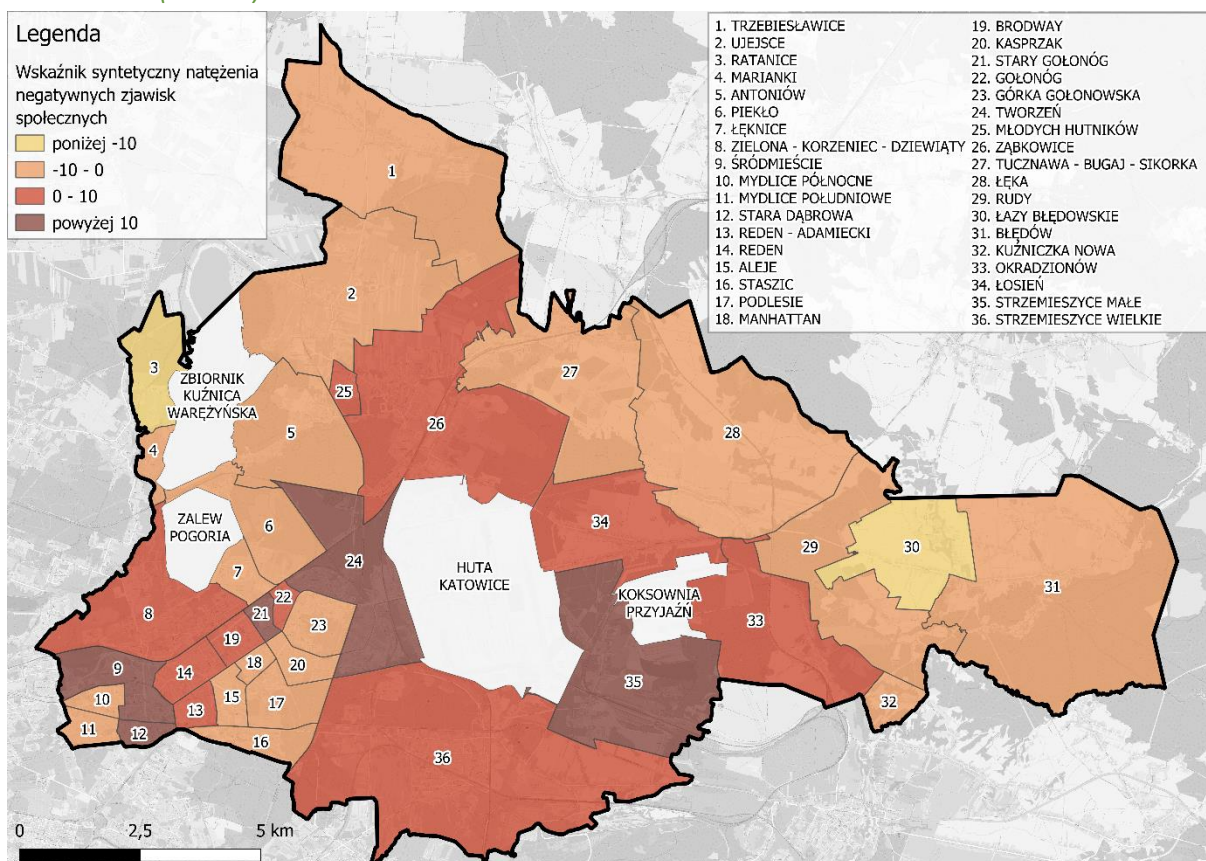 Legenda
Wskaźnik syntetyczny natężenia
negatywnych zjawisk
społecznych
poniżej -10
-10 - 0
0 - 10
powyżej 10
1. TRZEBIESŁAWICE
2. UJEJSCE
3. RATANICE
4. MARIANKI
5. ANTONIÓW
6. PIEKŁO
7. ŁĘKNICE
8. ZIELONA - KORZENIEC - DZIEWIĄTY
9. ŚRÓDMIEŚCIE
10. MYDLICE PÓŁNOCNE
11. MYDLICE POŁUDNIOWE
12. STARA DĄBROWA
13. REDEN - ADAMIECKI
14. REDEN
15. ALEJE
16. STASZIC
17. PODLESIE
18. MANHATTAN
19. BRODWAY
20. KASPRZAK
21. STARY GOŁONÓG
22. GOŁONÓG
23. GÓRKA GOŁONOWSKA
24. TWORZEŃ
25. MŁODYCH HUTNIKÓW
26. ZĄBKOWICE
27. TUCZNAWA - BUGAJ - SIKORKA
28. ŁĘKA
29. RUDY
30. ŁAZY BŁĘDOWSKIE
31. BŁĘDÓW
32. KUŹNICZKA NOWA
33. OKRADZIONÓW
34. ŁOSIEŃ
35. STRZEMIESZYCE MAŁE
36. STRZEMIESZYCE WIELKIE
1
2
3
ZBIORNIK
KUŹNICA
WARĘŻYŃSKA
25
27
5
26
28
4
ZALEW
POGORIA
6
34
24
29
30
7
HUTA
KATOWICE
31
KOKSOWNIA
PRZYJAŹŃ
22
8
21
33
19
23
9
18
20
14
35
32
10
15
17
13
11
12
16
36
0
2,5
5 km